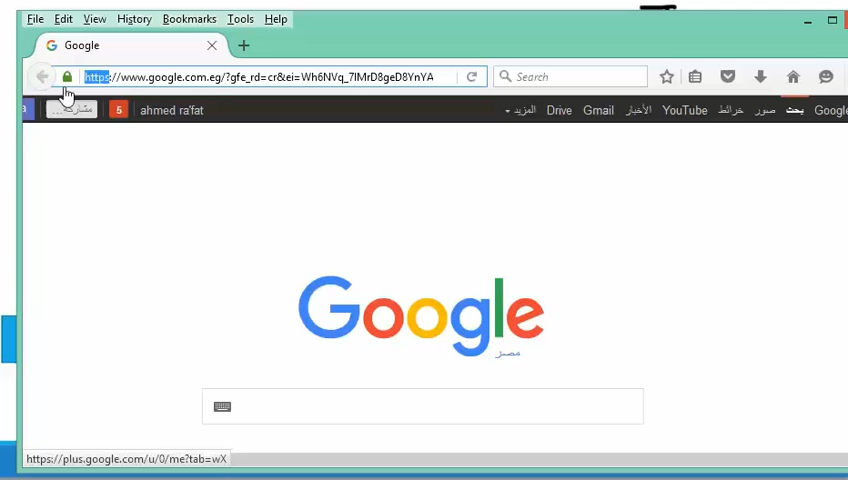 File Edit View History Bookmarks Tools Help
Google
https://www.google.com.eg/?gfe_rd=cr&ei=Wh6NVq_7IMrD8geD8YnYA
Search
مشاركة... 5 ahmed ra'fat المزيد Drive Gmail الأخبار YouTube خرائط صور بحث Google
Google
مصر
https://plus.google.com/u/0/me?tab=wX